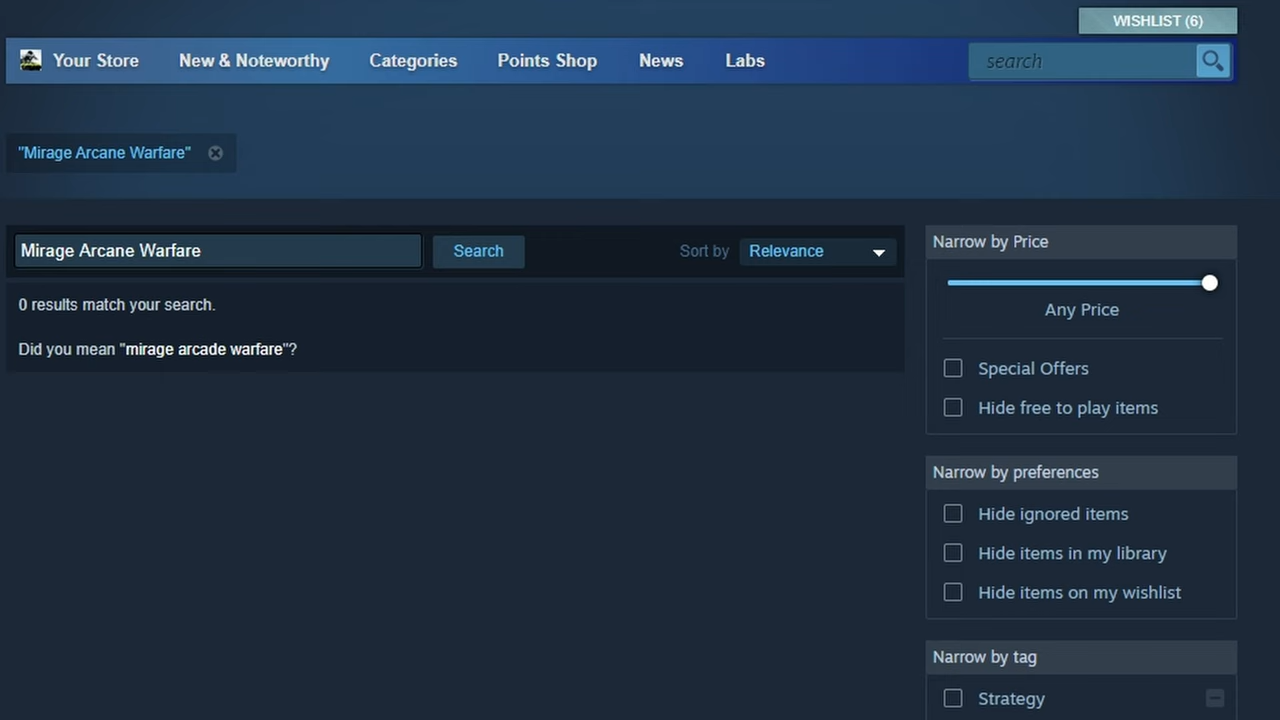 WISHLIST (6)
Your Store New & Noteworthy Categories Points Shop News Labs search
"Mirage Arcane Warfare"
Mirage Arcane Warfare Search Sort by Relevance
0 results match your search.
Did you mean "mirage arcade warfare"?
Narrow by Price
Any Price
Special Offers
Hide free to play items
Narrow by preferences
Hide ignored items
Hide items in my library
Hide items on my wishlist
Narrow by tag
Strategy